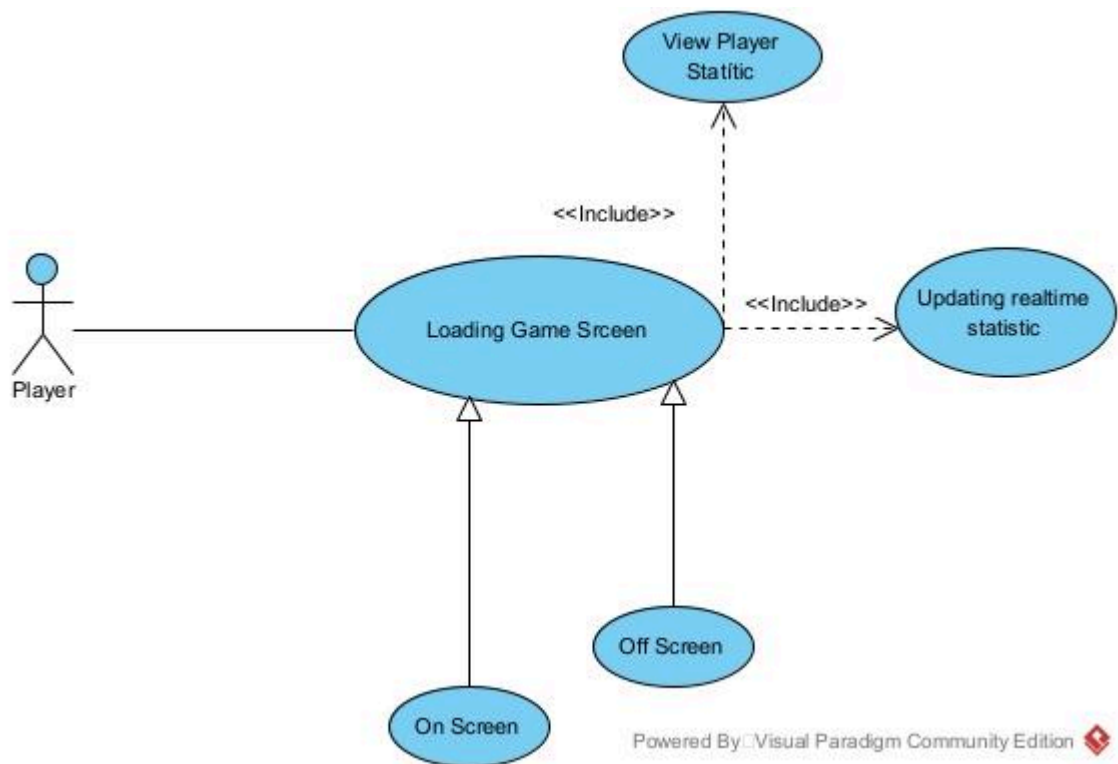 View Player
Statític
<<Include>>
<<Include>>
Updating realtime
statistic
Loading Game Srceen
Player
Off Screen
On Screen
Powered By Visual Paradigm Community Edition